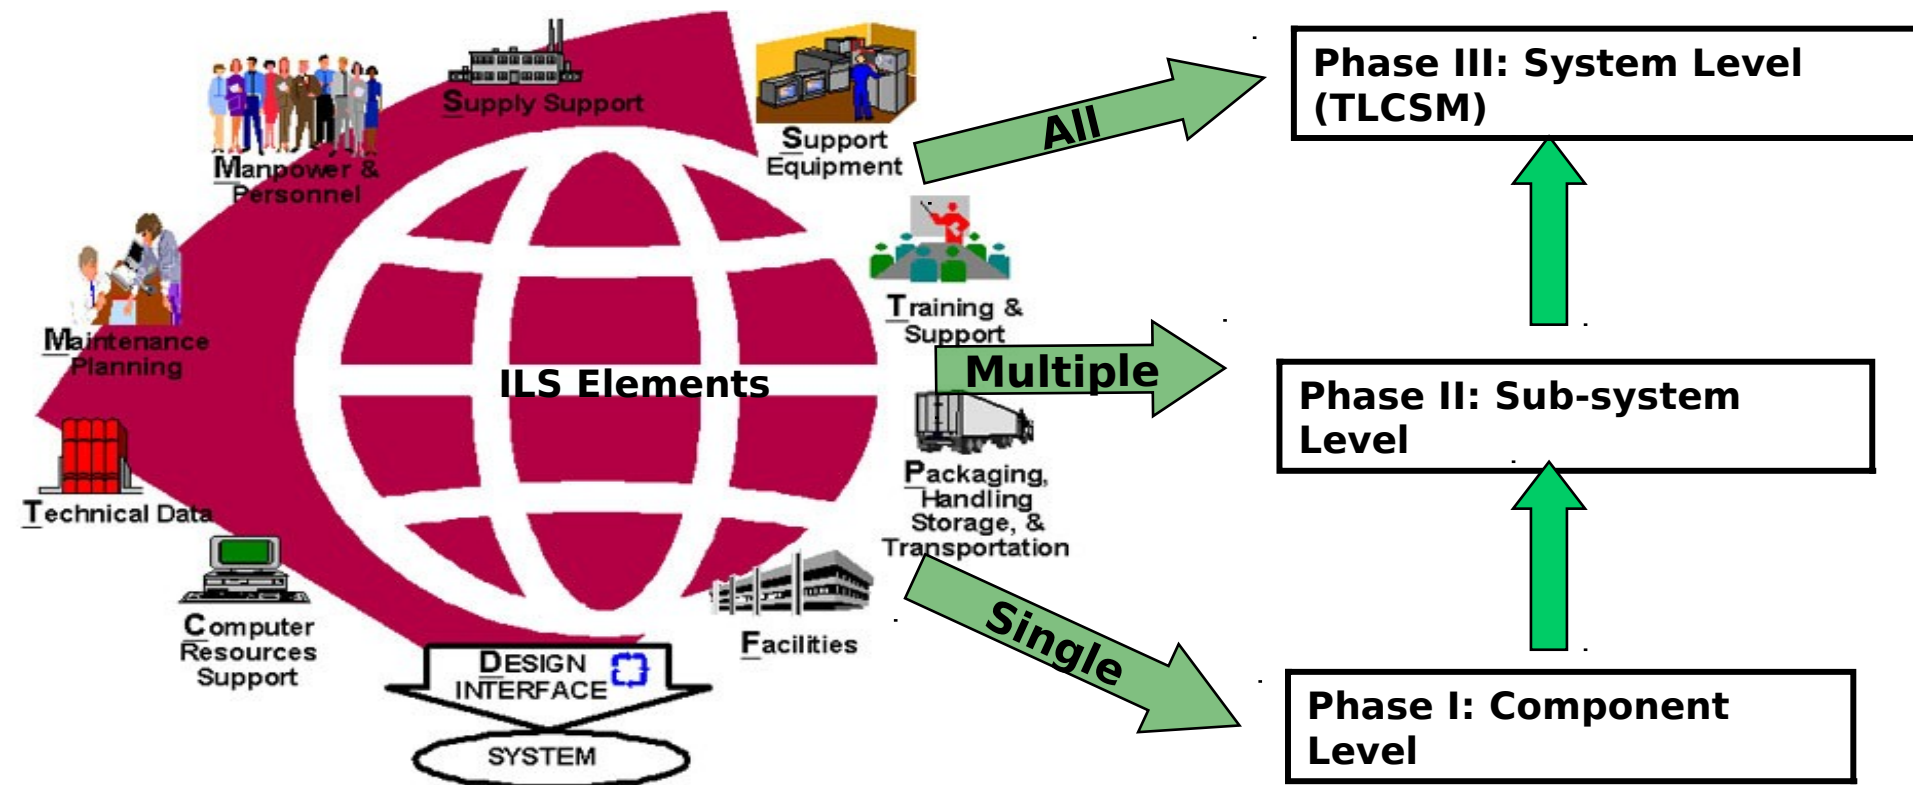 Supply Support
Support
Equipment
Manpower &
Personnel
Training &
Support
Maintenance
Planning
ILS Elements
Packaging,
Handling
Storage, &
Transportation
Technical Data
Computer
Resources
Support
Facilities
DESIGN
INTERFACE
SYSTEM
All
Multiple
Single
Phase III: System Level
(TLCSM)
Phase II: Sub-system
Level
Phase I: Component
Level